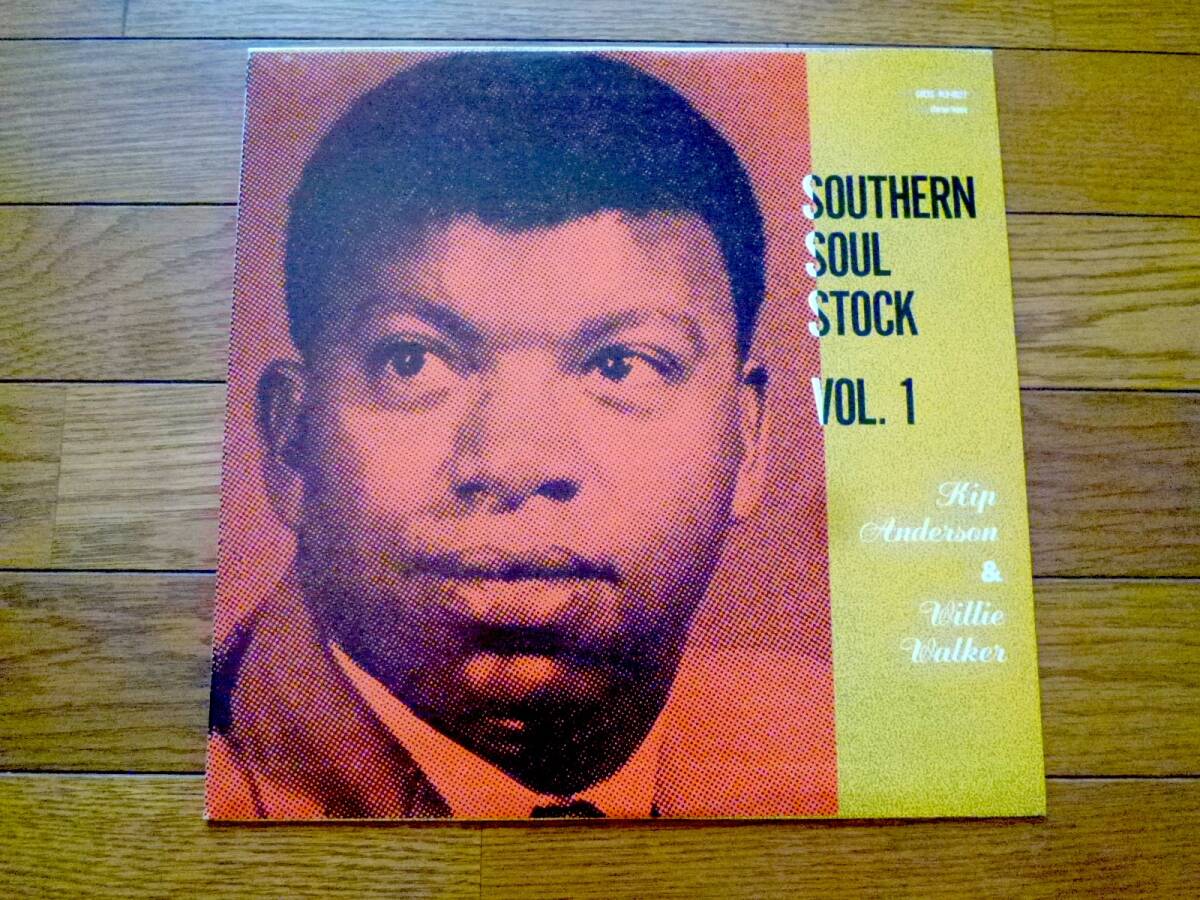 SOUTHERN
SOUL
STOCK
VOL. 1
Kip
Anderson
&
Willie
Walker